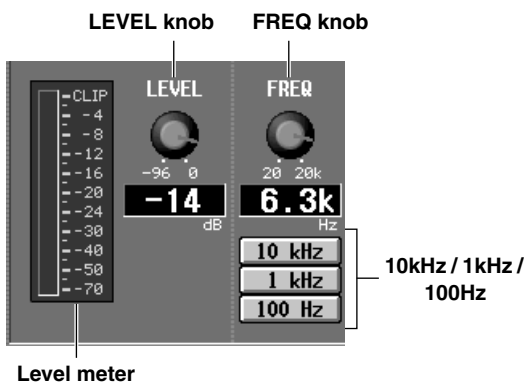 LEVEL knob
FREQ knob
LEVEL
FREQ
CLIP
-4
-8
-12
-16
-20
-24
-30
-40
-50
-70
-96 0
20 20k
-14
6.3k
dB
Hz
10 kHz
1 kHz
100 Hz
10kHz / 1kHz /
100Hz
Level meter